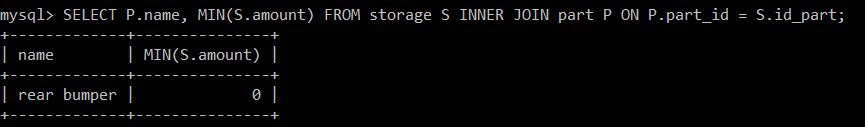 mysql> SELECT P.name, MIN(S.amount) FROM storage S INNER JOIN part P ON P.part_id = S.id_part;
+-------------+---------------+
| name        | MIN(S.amount) |
+-------------+---------------+
| rear bumper |             0 |
+-------------+---------------+